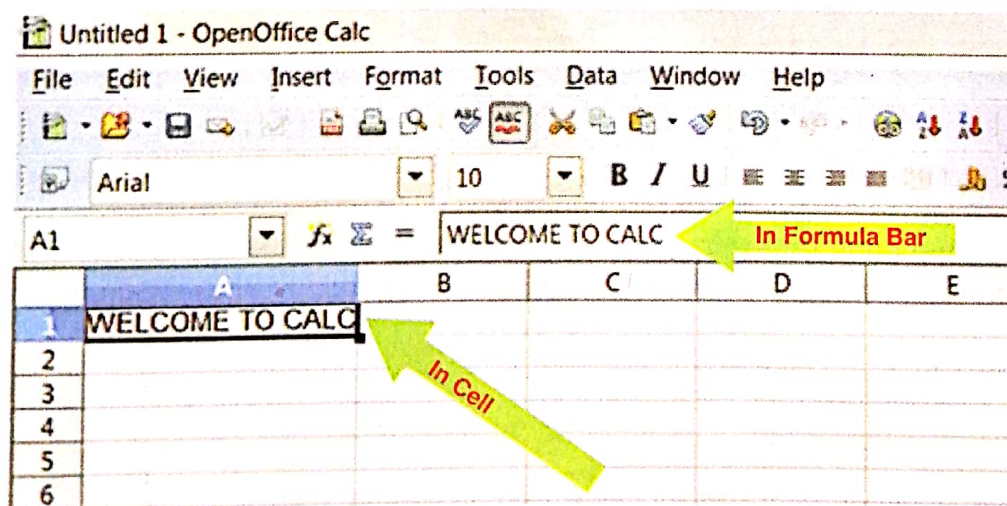 Untitled 1 - OpenOffice Calc
File Edit View Insert Format Tools Data Window Help
Arial 10 B I U
A1 fx Σ = WELCOME TO CALC In Formula Bar
A B C D E
1 WELCOME TO CALC
2
In Cell
3
4
5
6